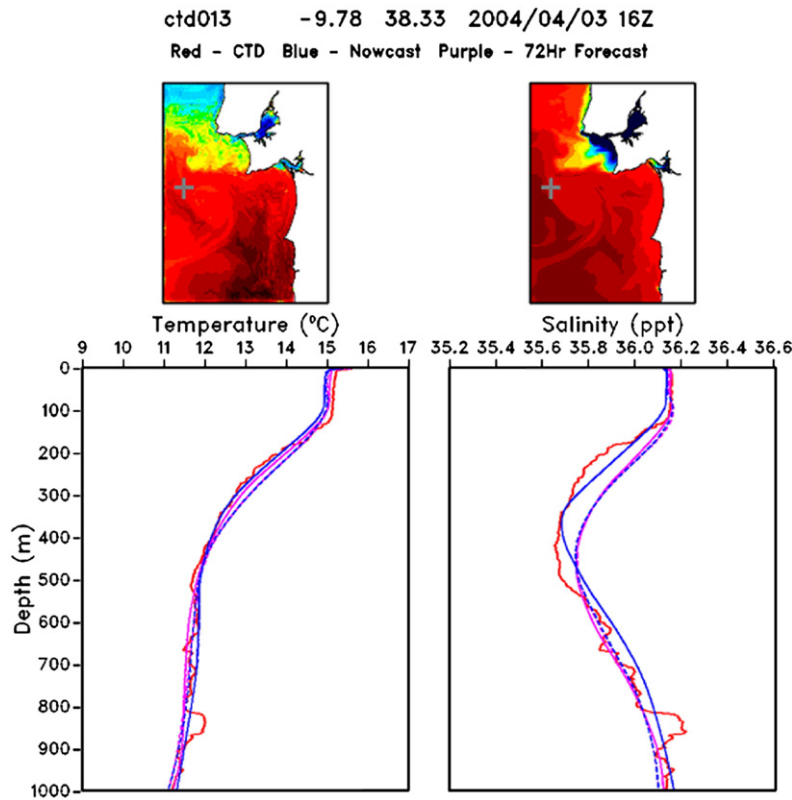 ctd013 -9.78 38.33 2004/04/03 16Z
Red - CTD Blue - Nowcast Purple - 72Hr Forecast
Temperature (ºC) Salinity (ppt)
9 10 11 12 13 14 15 16 17 35.2 35.4 35.6 35.8 36.0 36.2 36.4 36.6
0
100
200
300
400
500
600
700
800
900
1000
Depth (m)